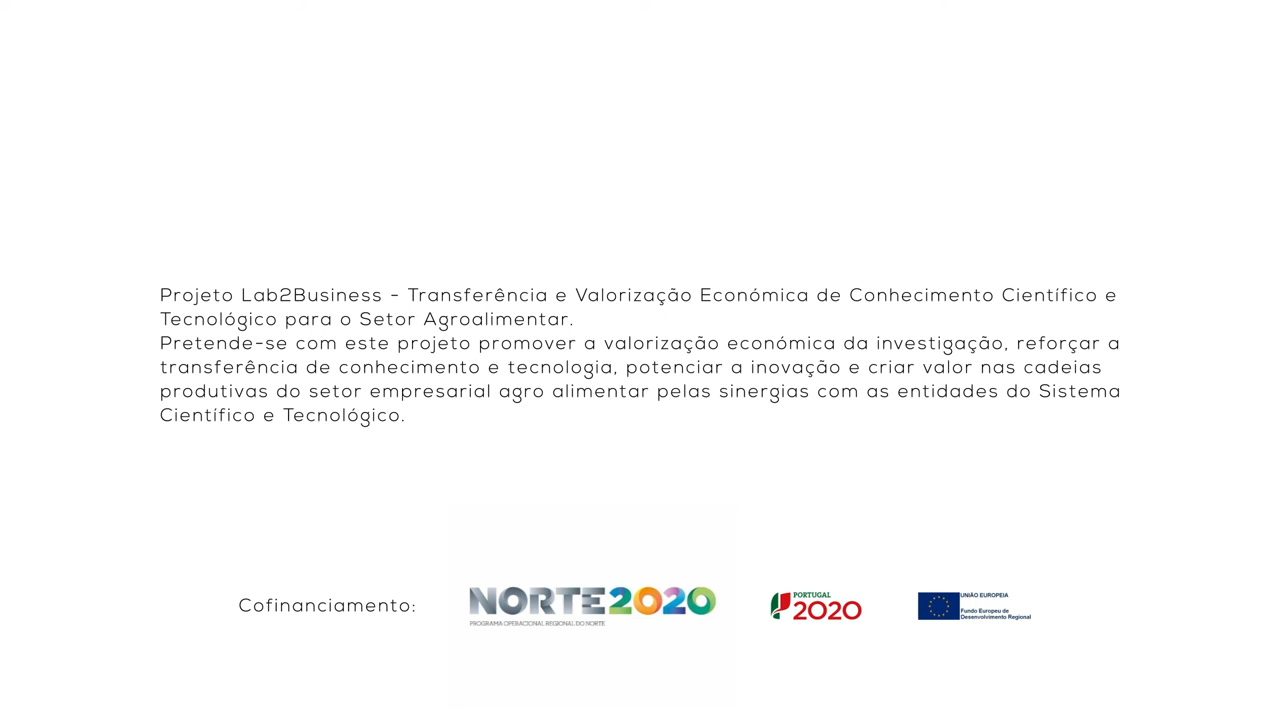 Projeto Lab2Business - Transferência e Valorização Económica de Conhecimento Científico e
Tecnológico para o Setor Agroalimentar.
Pretende-se com este projeto promover a valorização económica da investigação, reforçar a
transferência de conhecimento e tecnologia, potenciar a inovação e criar valor nas cadeias
produtivas do setor empresarial agro alimentar pelas sinergias com as entidades do Sistema
Científico e Tecnológico.
Cofinanciamento:
NORTE2020
PROGRAMA OPERACIONAL REGIONAL DO NORTE
PORTUGAL
2020
UNIÃO EUROPEIA
Fundo Europeu de
Desenvolvimento Regional